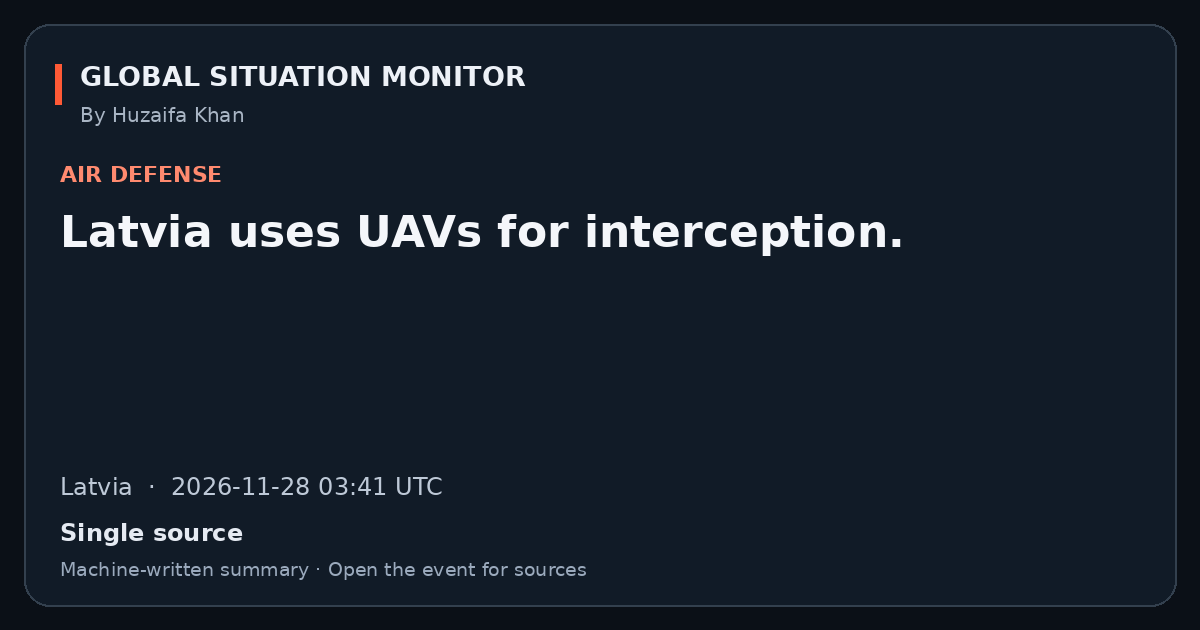 GLOBAL SITUATION MONITOR
By Huzaifa Khan
AIR DEFENSE
Latvia uses UAVs for interception.
Latvia · 2026-11-28 03:41 UTC
Single source
Machine-written summary · Open the event for sources